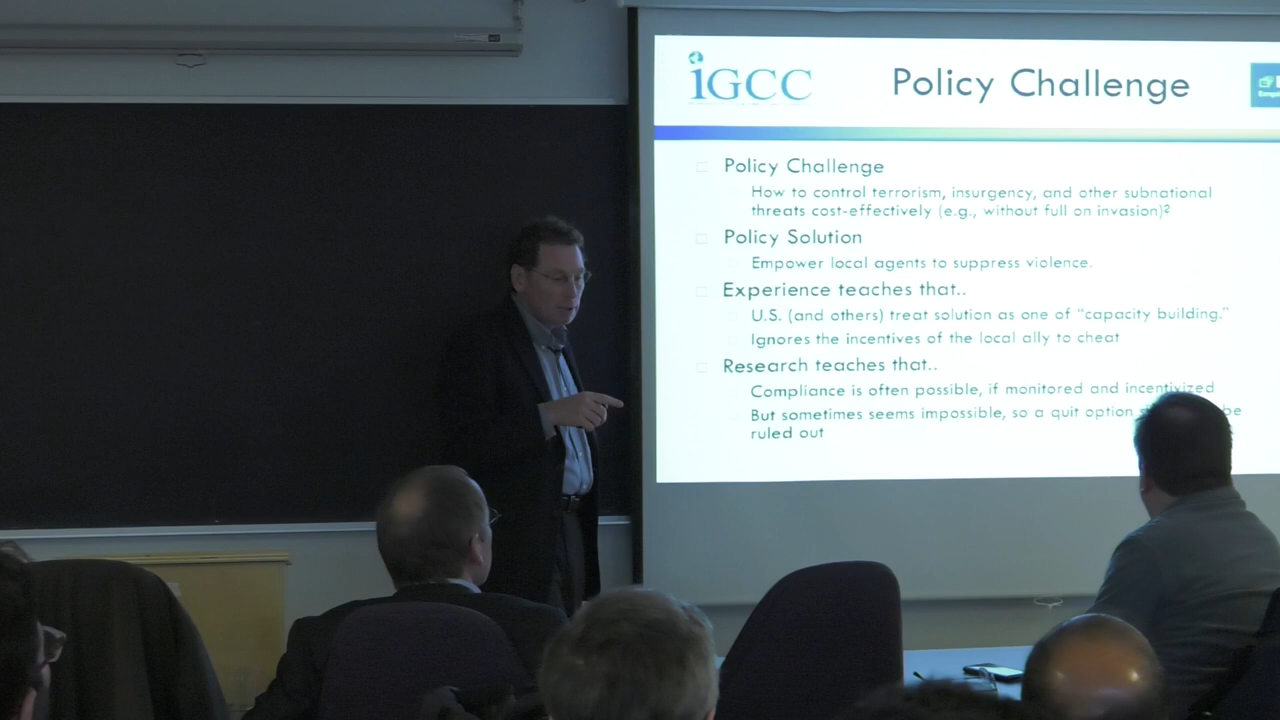 iGCC
Policy Challenge
Policy Challenge
How to control terrorism, insurgency, and other subnational
threats cost-effectively (e.g., without full on invasion)?
Policy Solution
Empower local agents to suppress violence.
Experience teaches that..
U.S. (and others) treat solution as one of “capacity building.”
Ignores the incentives of the local ally to cheat
Research teaches that..
Compliance is often possible, if monitored and incentivized
But sometimes seems impossible, so a quit option be
ruled out